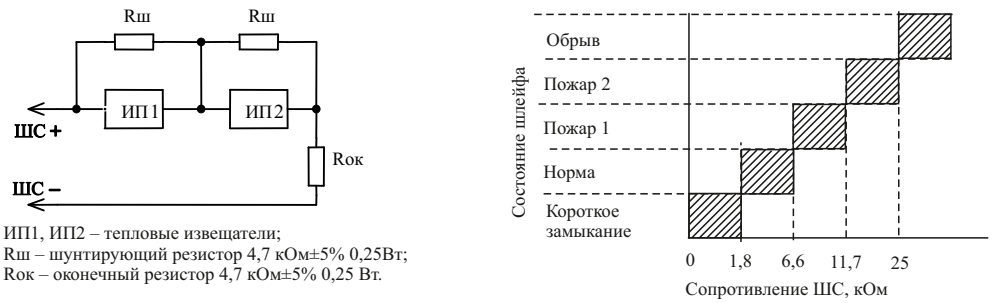 Rш Rш
ИП1 ИП2
ШС +
Rок
ШС –
ИП1, ИП2 – тепловые извещатели;
Rш – шунтирующий резистор 4,7 кОм±5% 0,25Вт;
Rок – оконечный резистор 4,7 кОм±5% 0,25 Вт.
Состояние шлейфа
Обрыв
Пожар 2
Пожар 1
Норма
Короткое
замыкание
0 1,8 6,6 11,7 25
Сопротивление ШС, кОм